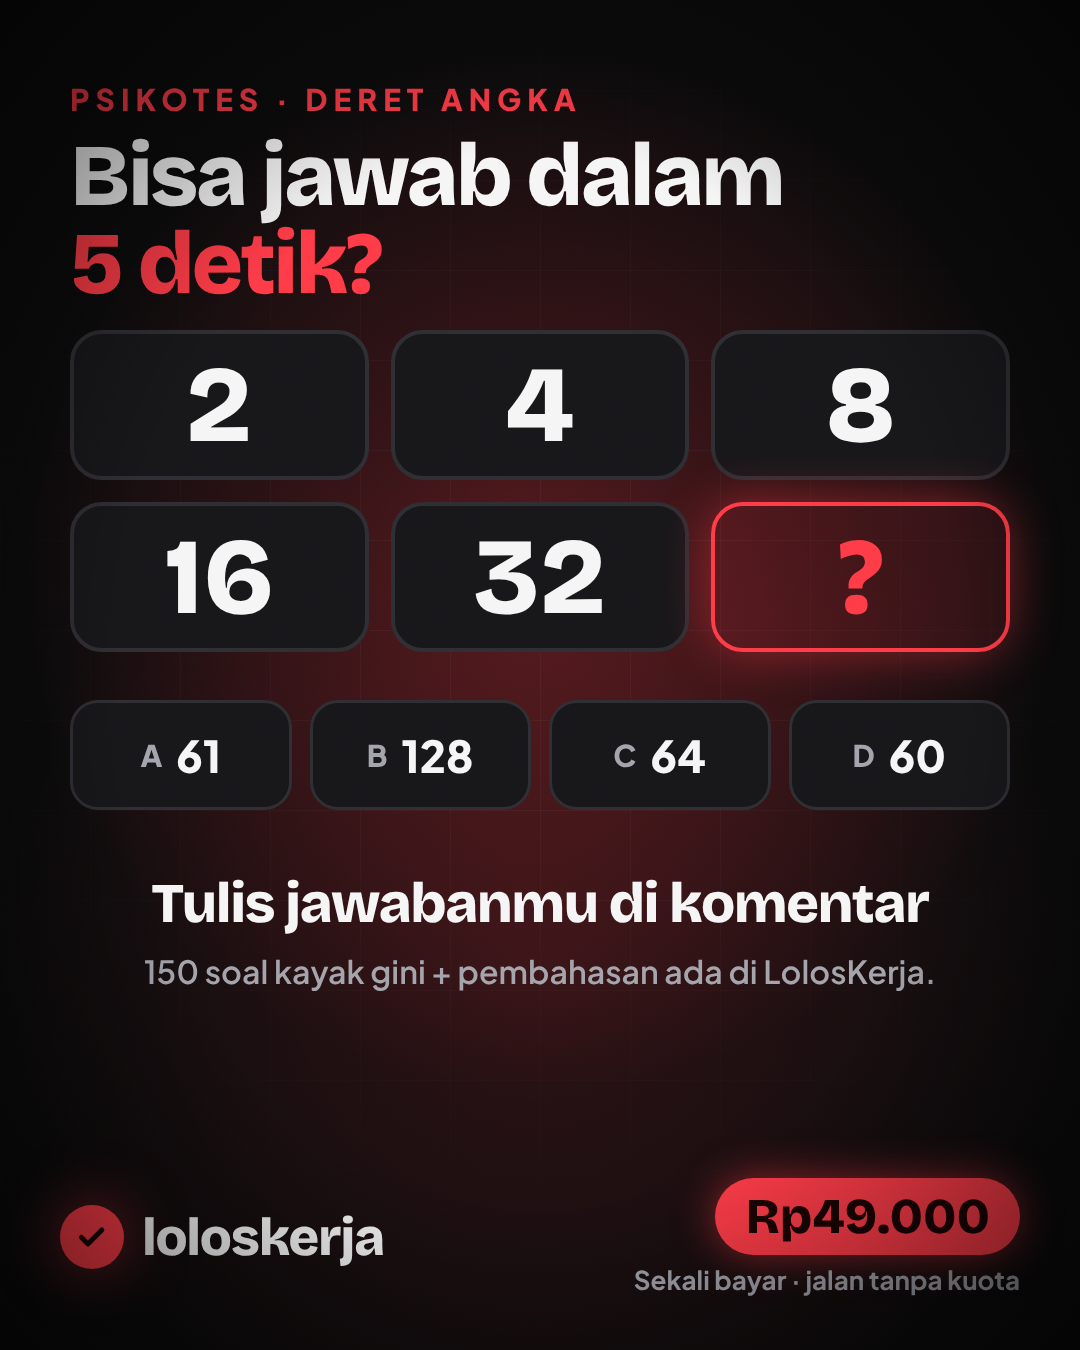 PSIKOTES · DERET ANGKA
Bisa jawab dalam
5 detik?
2 4 8
16 32 ?
A 61 B 128 C 64 D 60
Tulis jawabanmu di komentar
150 soal kayak gini + pembahasan ada di LolosKerja.
loloskerja
Rp49.000
Sekali bayar · jalan tanpa kuota